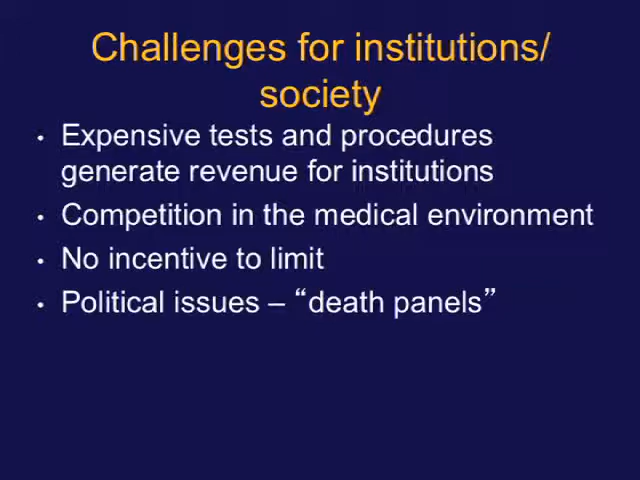 Challenges for institutions/
society
• Expensive tests and procedures
generate revenue for institutions
• Competition in the medical environment
• No incentive to limit
• Political issues – “death panels”